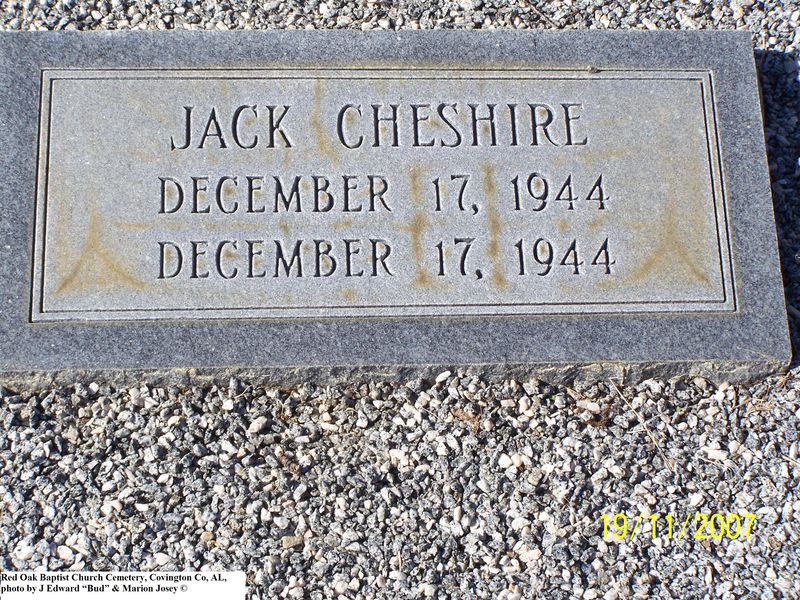 JACK CHESHIRE
DECEMBER 17, 1944
DECEMBER 17, 1944
19/11/2007
Red Oak Baptist Church Cemetery, Covington Co, AL,
photo by J Edward “Bud” & Marion Josey ©